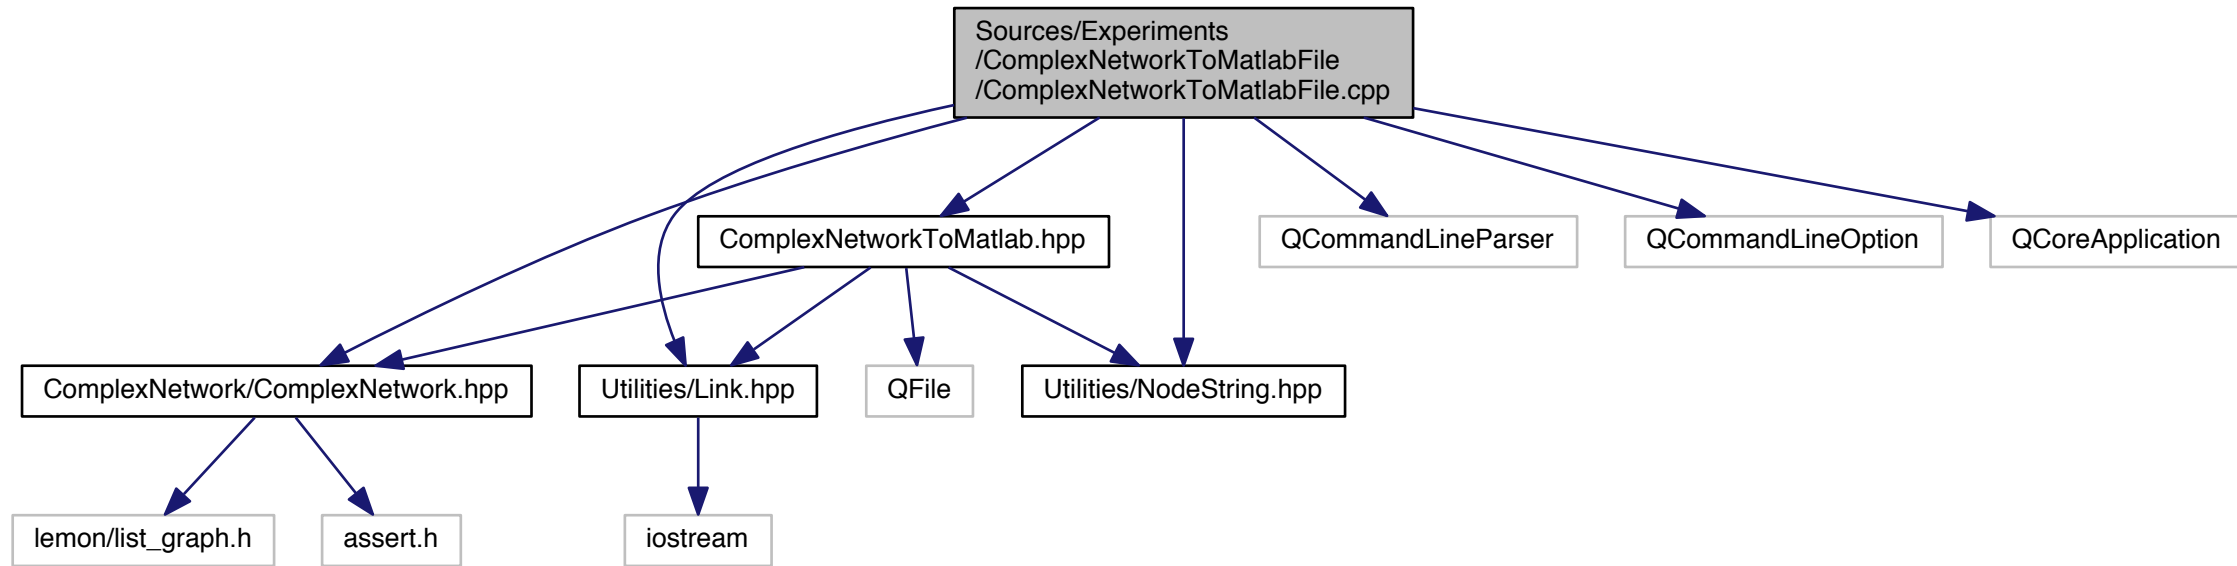 Sources/Experiments
/ComplexNetworkToMatlabFile
/ComplexNetworkToMatlabFile.cpp
ComplexNetworkToMatlab.hpp
QCommandLineParser
QCommandLineOption
QCoreApplication
ComplexNetwork/ComplexNetwork.hpp
Utilities/Link.hpp
QFile
Utilities/NodeString.hpp
lemon/list_graph.h
assert.h
iostream